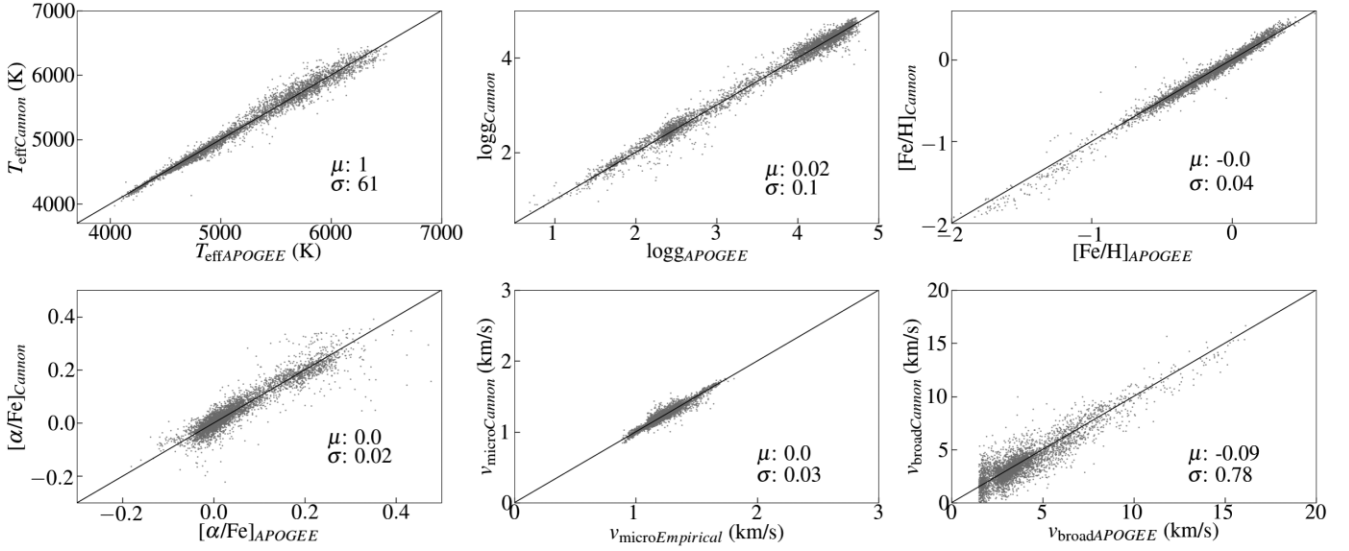 7000
6000
5000
4000
T_effCannon (K)
μ: 1
σ: 61
4000 5000 6000 7000
T_effAPOGEE (K)
4
2
logg_Cannon
μ: 0.02
σ: 0.1
1 2 3 4 5
logg_APOGEE
0
−1
−2
[Fe/H]_Cannon
μ: -0.0
σ: 0.04
−2 −1 0
[Fe/H]_APOGEE
0.4
0.2
0.0
−0.2
[α/Fe]_Cannon
μ: 0.0
σ: 0.02
−0.2 0.0 0.2 0.4
[α/Fe]_APOGEE
3
2
1
0
v_microCannon (km/s)
μ: 0.0
σ: 0.03
0 1 2 3
v_microEmpirical (km/s)
20
15
10
5
0
v_broadCannon (km/s)
μ: -0.09
σ: 0.78
0 5 10 15 20
v_broadAPOGEE (km/s)